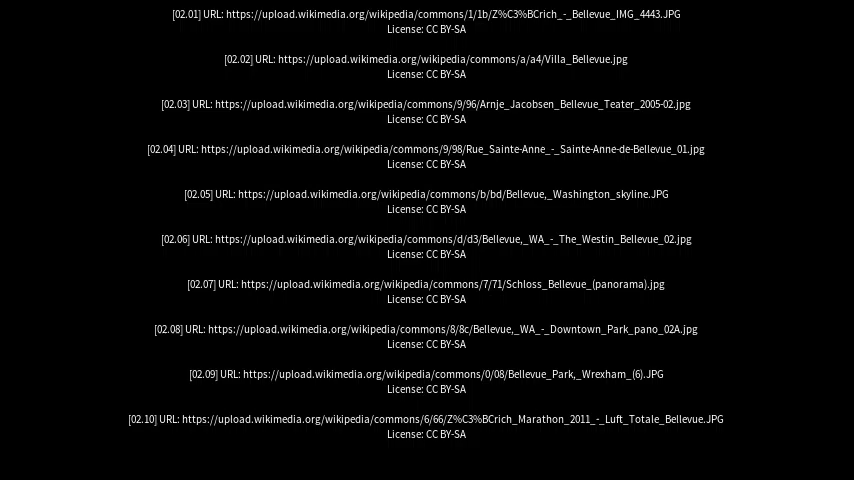 [02.01] URL: https://upload.wikimedia.org/wikipedia/commons/1/1b/Z%C3%BCrich_-_Bellevue_IMG_4443.JPG
License: CC BY-SA
[02.02] URL: https://upload.wikimedia.org/wikipedia/commons/a/a4/Villa_Bellevue.jpg
License: CC BY-SA
[02.03] URL: https://upload.wikimedia.org/wikipedia/commons/9/96/Arnje_Jacobsen_Bellevue_Teater_2005-02.jpg
License: CC BY-SA
[02.04] URL: https://upload.wikimedia.org/wikipedia/commons/9/98/Rue_Sainte-Anne_-_Sainte-Anne-de-Bellevue_01.jpg
License: CC BY-SA
[02.05] URL: https://upload.wikimedia.org/wikipedia/commons/b/bd/Bellevue,_Washington_skyline.JPG
License: CC BY-SA
[02.06] URL: https://upload.wikimedia.org/wikipedia/commons/d/d3/Bellevue,_WA_-_The_Westin_Bellevue_02.jpg
License: CC BY-SA
[02.07] URL: https://upload.wikimedia.org/wikipedia/commons/7/71/Schloss_Bellevue_(panorama).jpg
License: CC BY-SA
[02.08] URL: https://upload.wikimedia.org/wikipedia/commons/8/8c/Bellevue,_WA_-_Downtown_Park_pano_02A.jpg
License: CC BY-SA
[02.09] URL: https://upload.wikimedia.org/wikipedia/commons/0/08/Bellevue_Park,_Wrexham_(6).JPG
License: CC BY-SA
[02.10] URL: https://upload.wikimedia.org/wikipedia/commons/6/66/Z%C3%BCrich_Marathon_2011_-_Luft_Totale_Bellevue.JPG
License: CC BY-SA